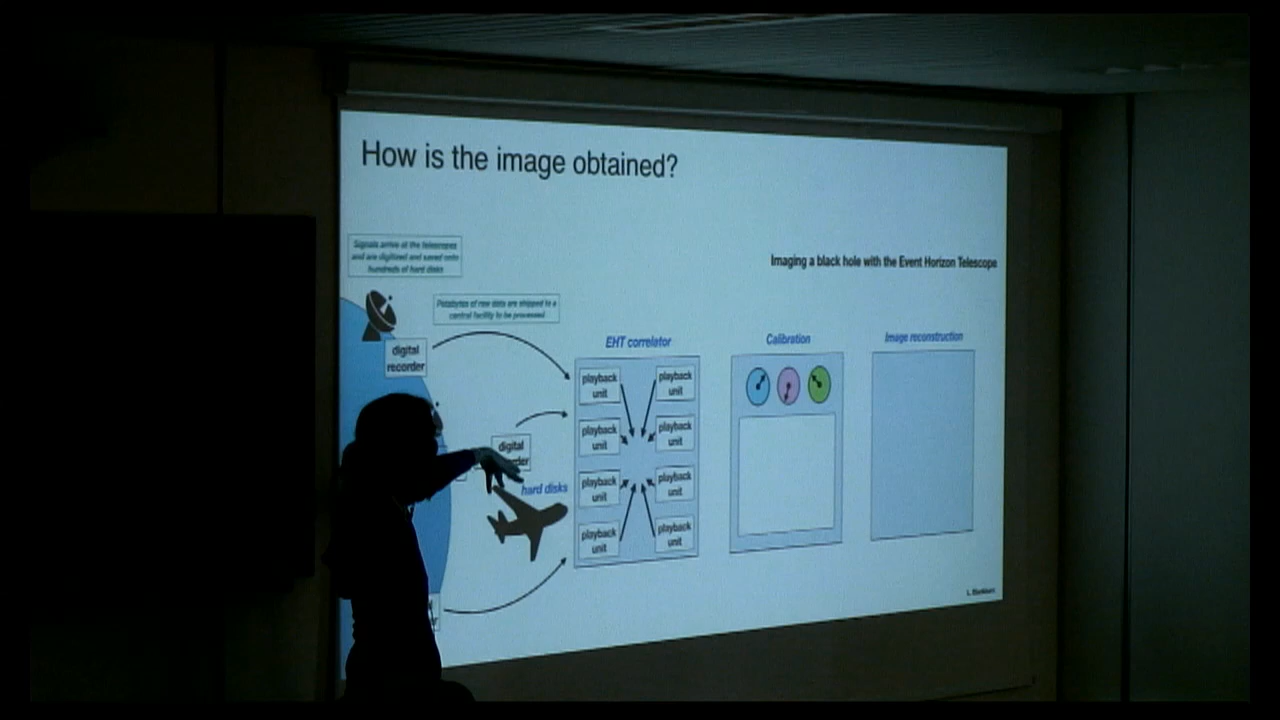 How is the image obtained?
Signals arrive at the telescopes
and are digitized and saved onto
hundreds of hard disks
Imaging a black hole with the Event Horizon Telescope
Petabytes of raw data are shipped to a
central facility to be processed
digital
recorder
EHT correlator
Calibration
Image reconstruction
playback
unit
playback
unit
playback
unit
playback
unit
digital
hard disks
playback
unit
playback
unit
playback
unit
playback
unit
L. Blackburn